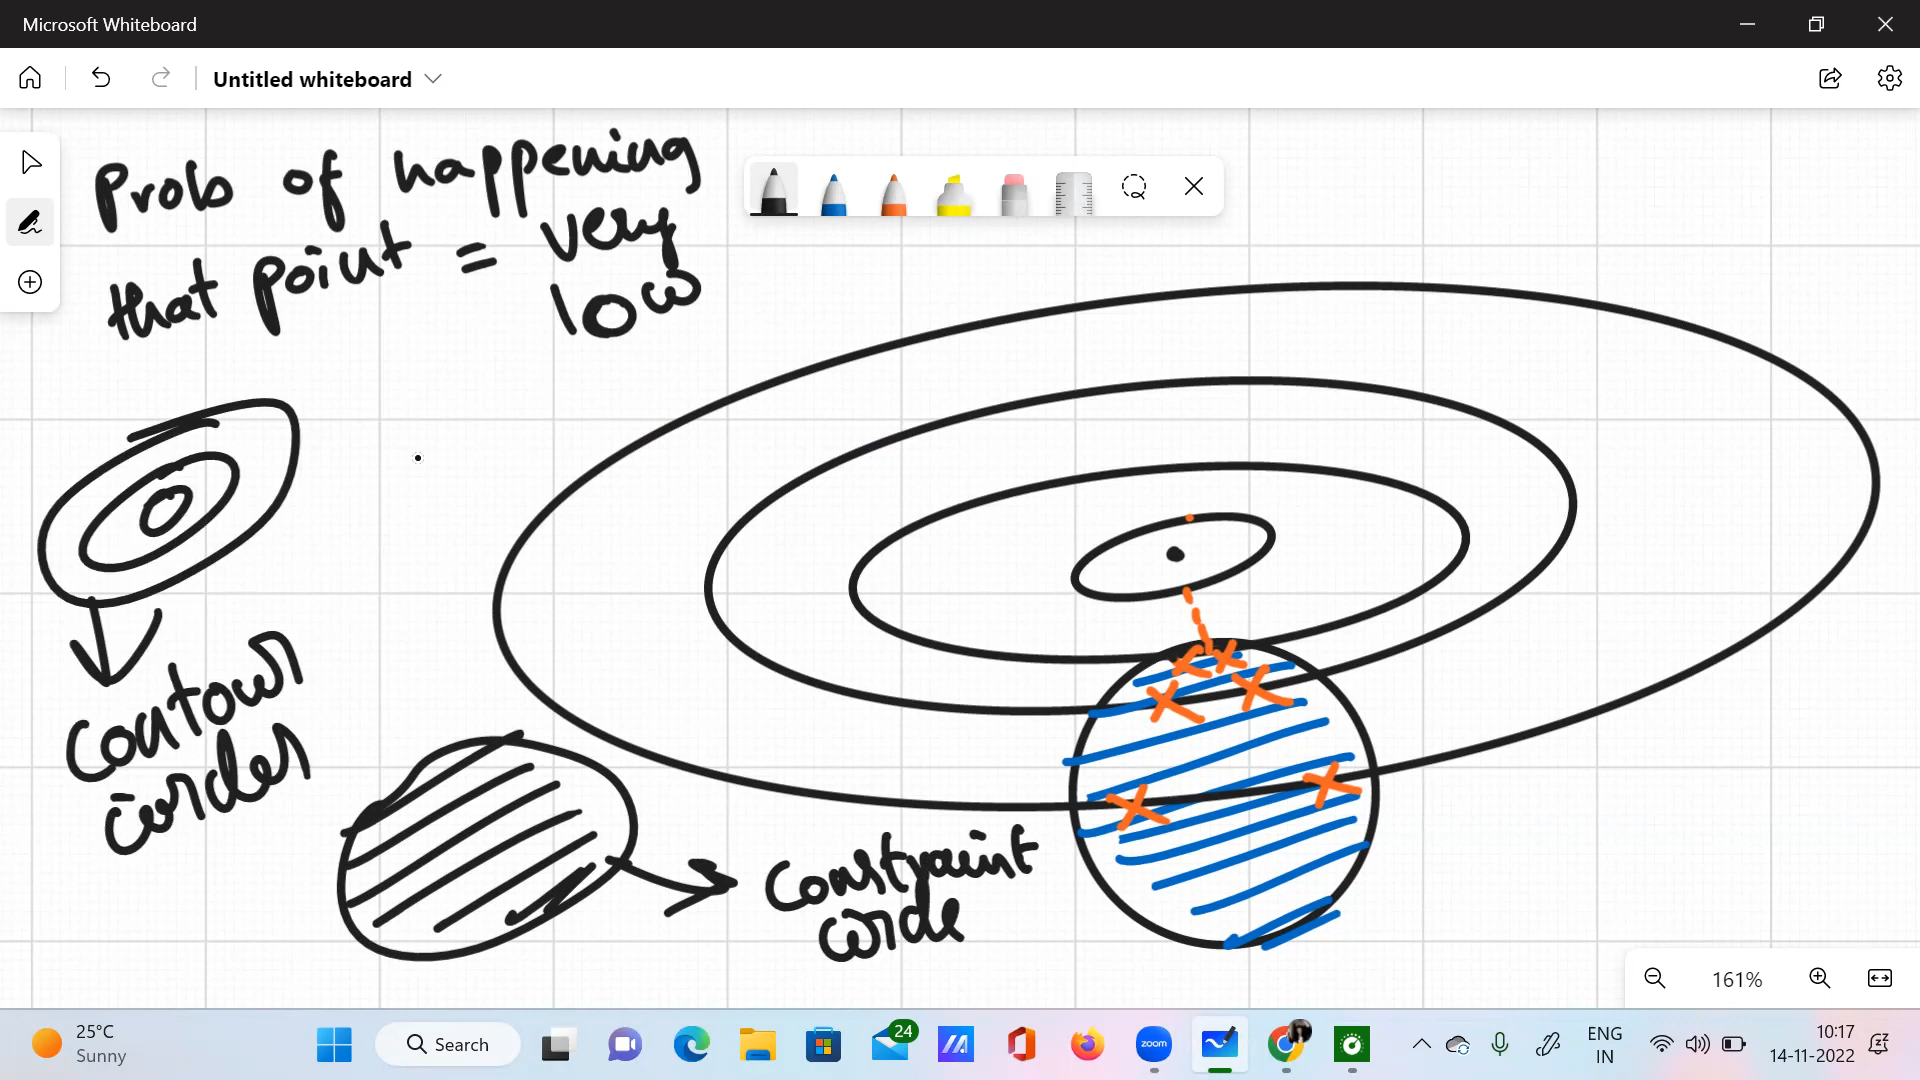 Microsoft Whiteboard
Untitled whiteboard
Prob of happening
that point = very
low
Contour
circles
Constraint
circle
161%
25°C
Sunny
Search
24
zoom
ENG
IN
10:17
14-11-2022